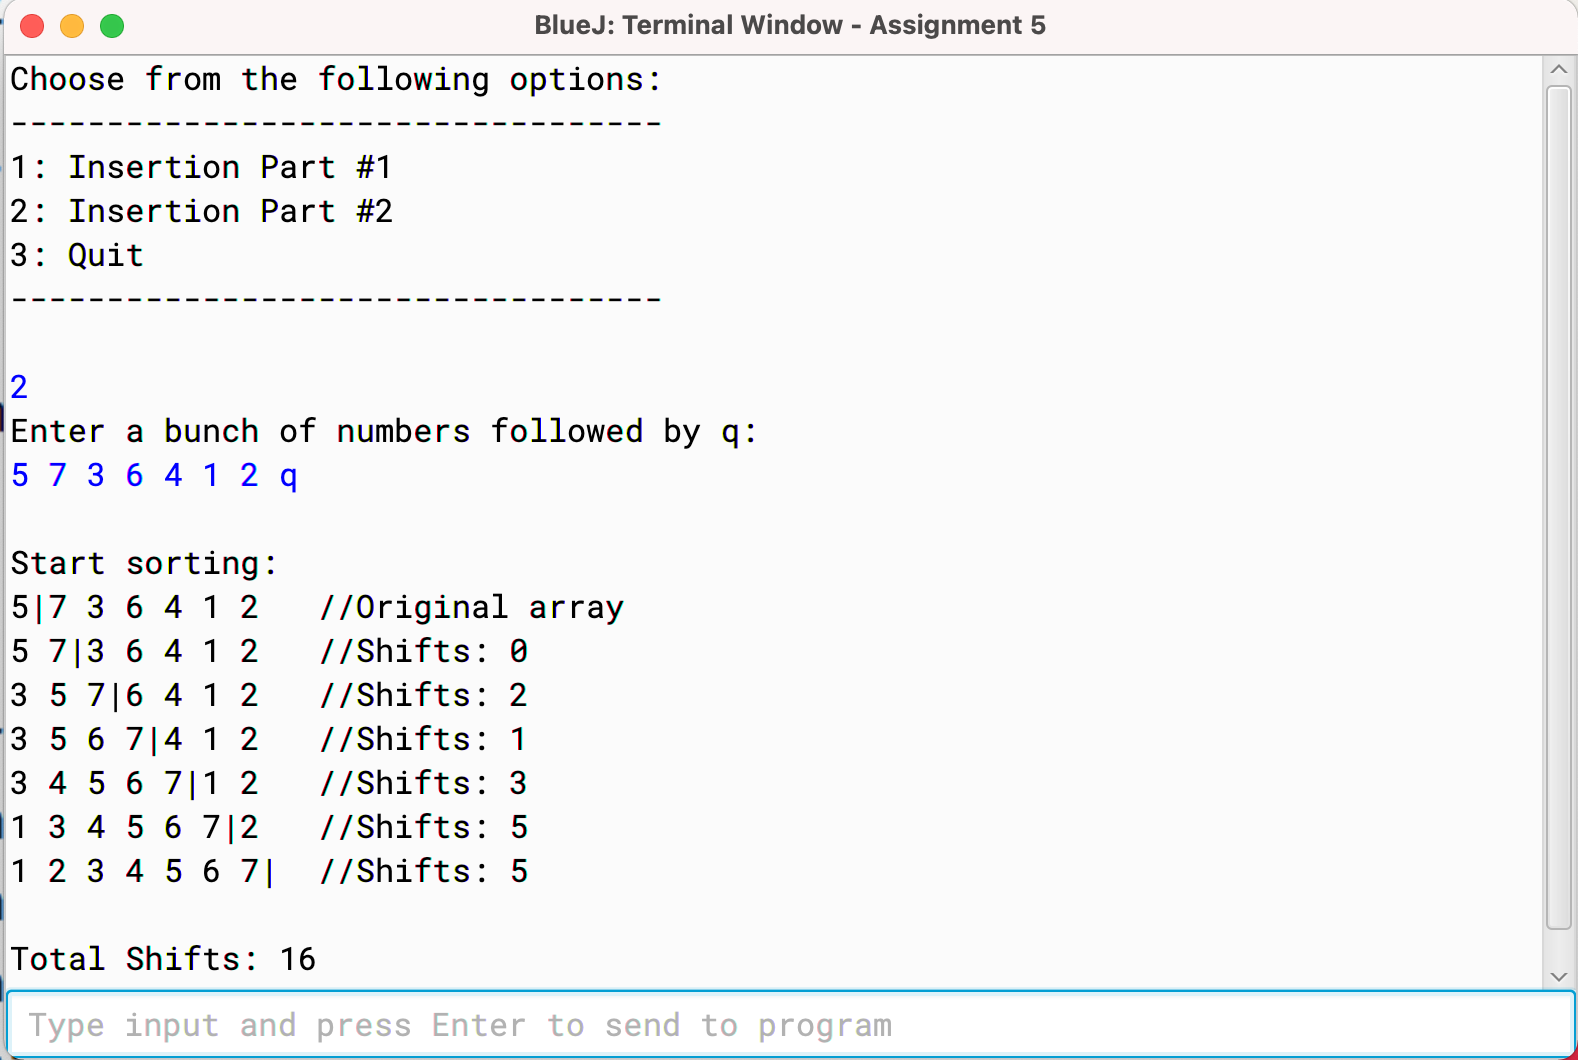 BlueJ: Terminal Window - Assignment 5
Choose from the following options:
----------------------------------
1: Insertion Part #1
2: Insertion Part #2
3: Quit
----------------------------------
2
Enter a bunch of numbers followed by q:
5 7 3 6 4 1 2 q
Start sorting:
5|7 3 6 4 1 2   //Original array
5 7|3 6 4 1 2   //Shifts: 0
3 5 7|6 4 1 2   //Shifts: 2
3 5 6 7|4 1 2   //Shifts: 1
3 4 5 6 7|1 2   //Shifts: 3
1 3 4 5 6 7|2   //Shifts: 5
1 2 3 4 5 6 7|  //Shifts: 5
Total Shifts: 16
Type input and press Enter to send to program